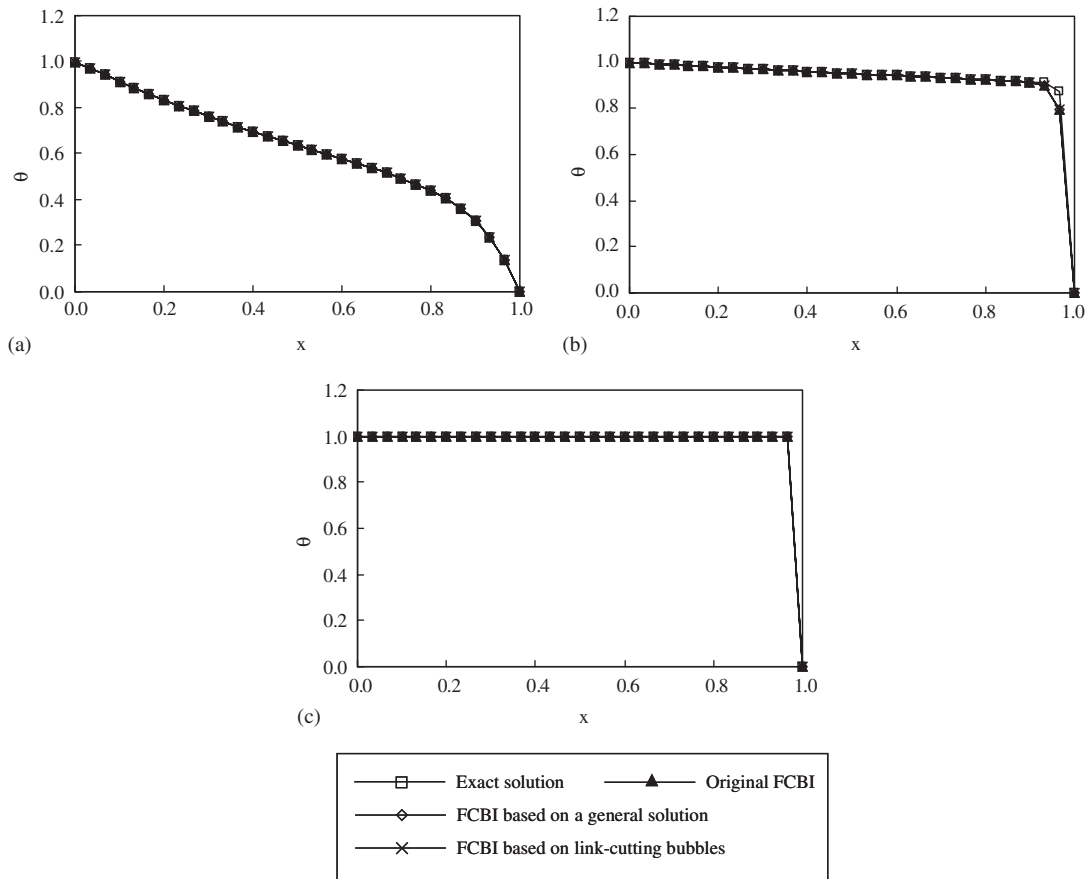 1.2
1.0
0.8
0.6
0.4
0.2
0.0
θ
0.0 0.2 0.4 0.6 0.8 1.0
x
(a)
1.2
1.0
0.8
0.6
0.4
0.2
0.0
θ
0.0 0.2 0.4 0.6 0.8 1.0
x
(b)
1.2
1.0
0.8
0.6
0.4
0.2
0.0
θ
0.0 0.2 0.4 0.6 0.8 1.0
x
(c)
Exact solution Original FCBI
FCBI based on a general solution
FCBI based on link-cutting bubbles